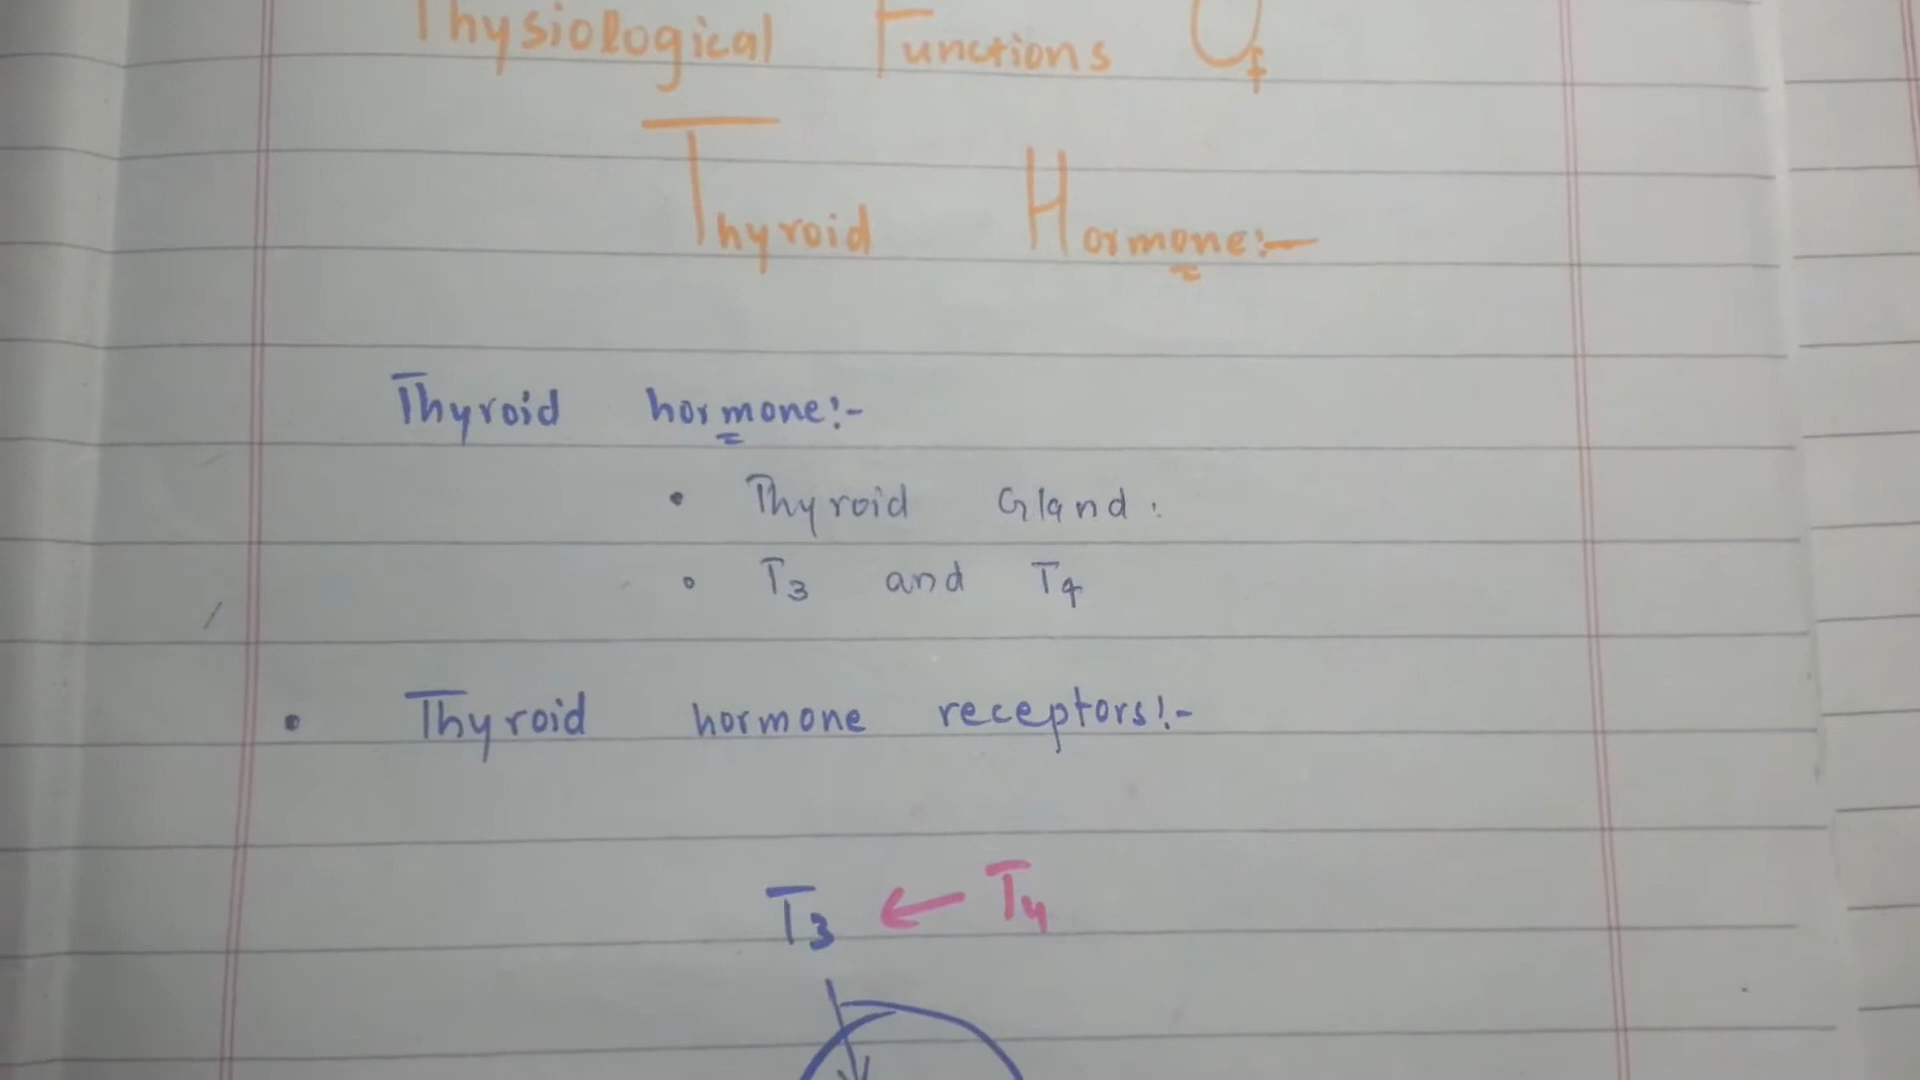 Physiological Functions Of
Thyroid Hormone:-
Thyroid hormone:-
• Thyroid Gland.
• T3 and T4
• Thyroid hormone receptors:-
T3 ← T4